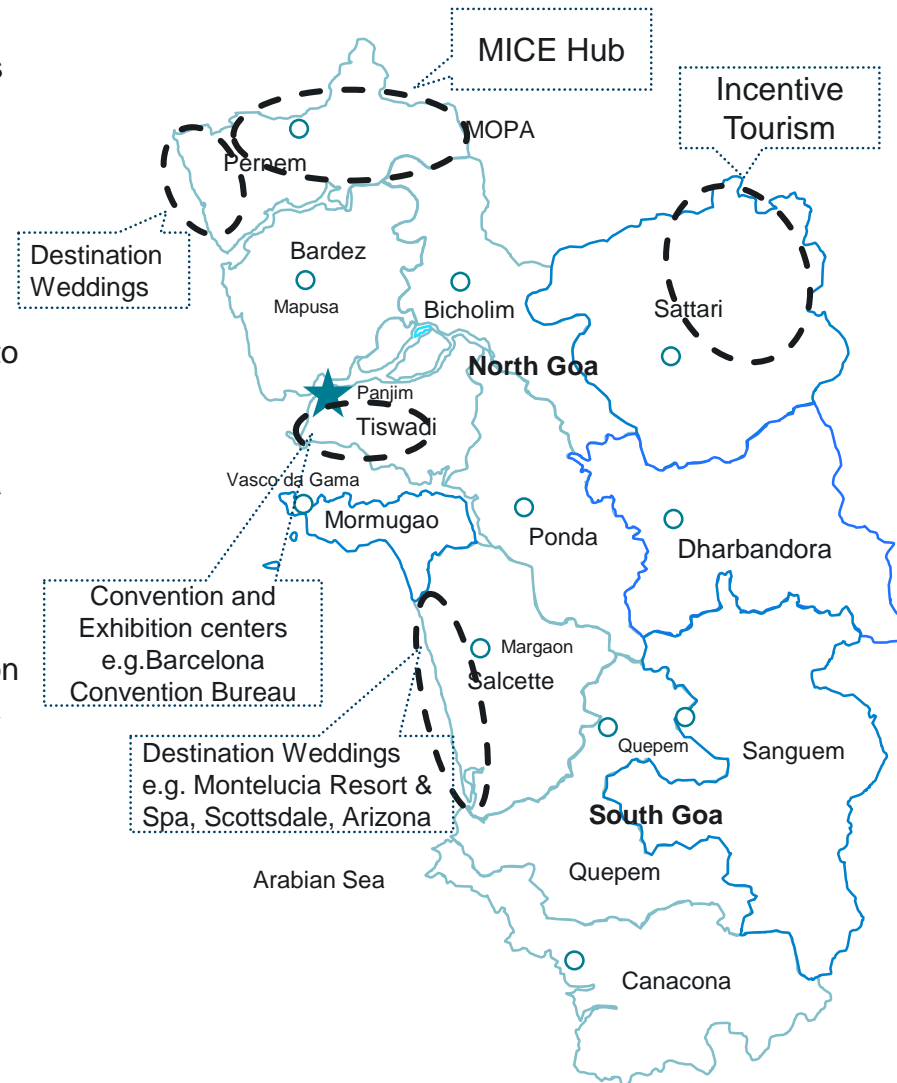 s
MICE Hub
Incentive
Tourism
MOPA
Pernem
Destination
Weddings
Bardez
Mapusa
Bicholim
Sattari
to
North Goa
Panjim
Tiswadi
Vasco da Gama
Mormugao
Ponda
Dharbandora
Convention and
Exhibition centers
e.g.Barcelona
Convention Bureau
Margaon
Salcette
on
Destination Weddings
e.g. Montelucia Resort &
Spa, Scottsdale, Arizona
Quepem
Sanguem
South Goa
Quepem
Arabian Sea
Canacona